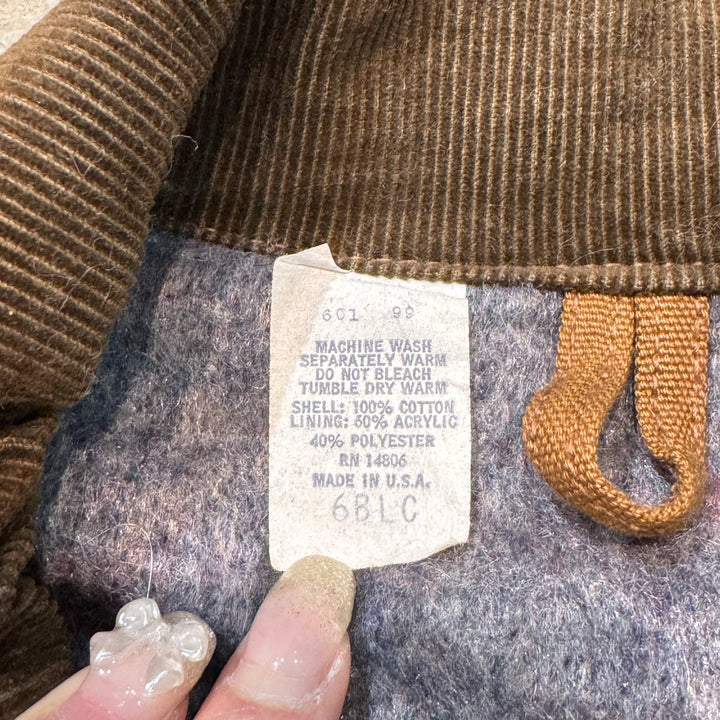 601 99
MACHINE WASH
SEPARATELY WARM
DO NOT BLEACH
TUMBLE DRY WARM
SHELL: 100% COTTON
LINING: 60% ACRYLIC
40% POLYESTER
RN 14806
MADE IN U.S.A.
6BLC